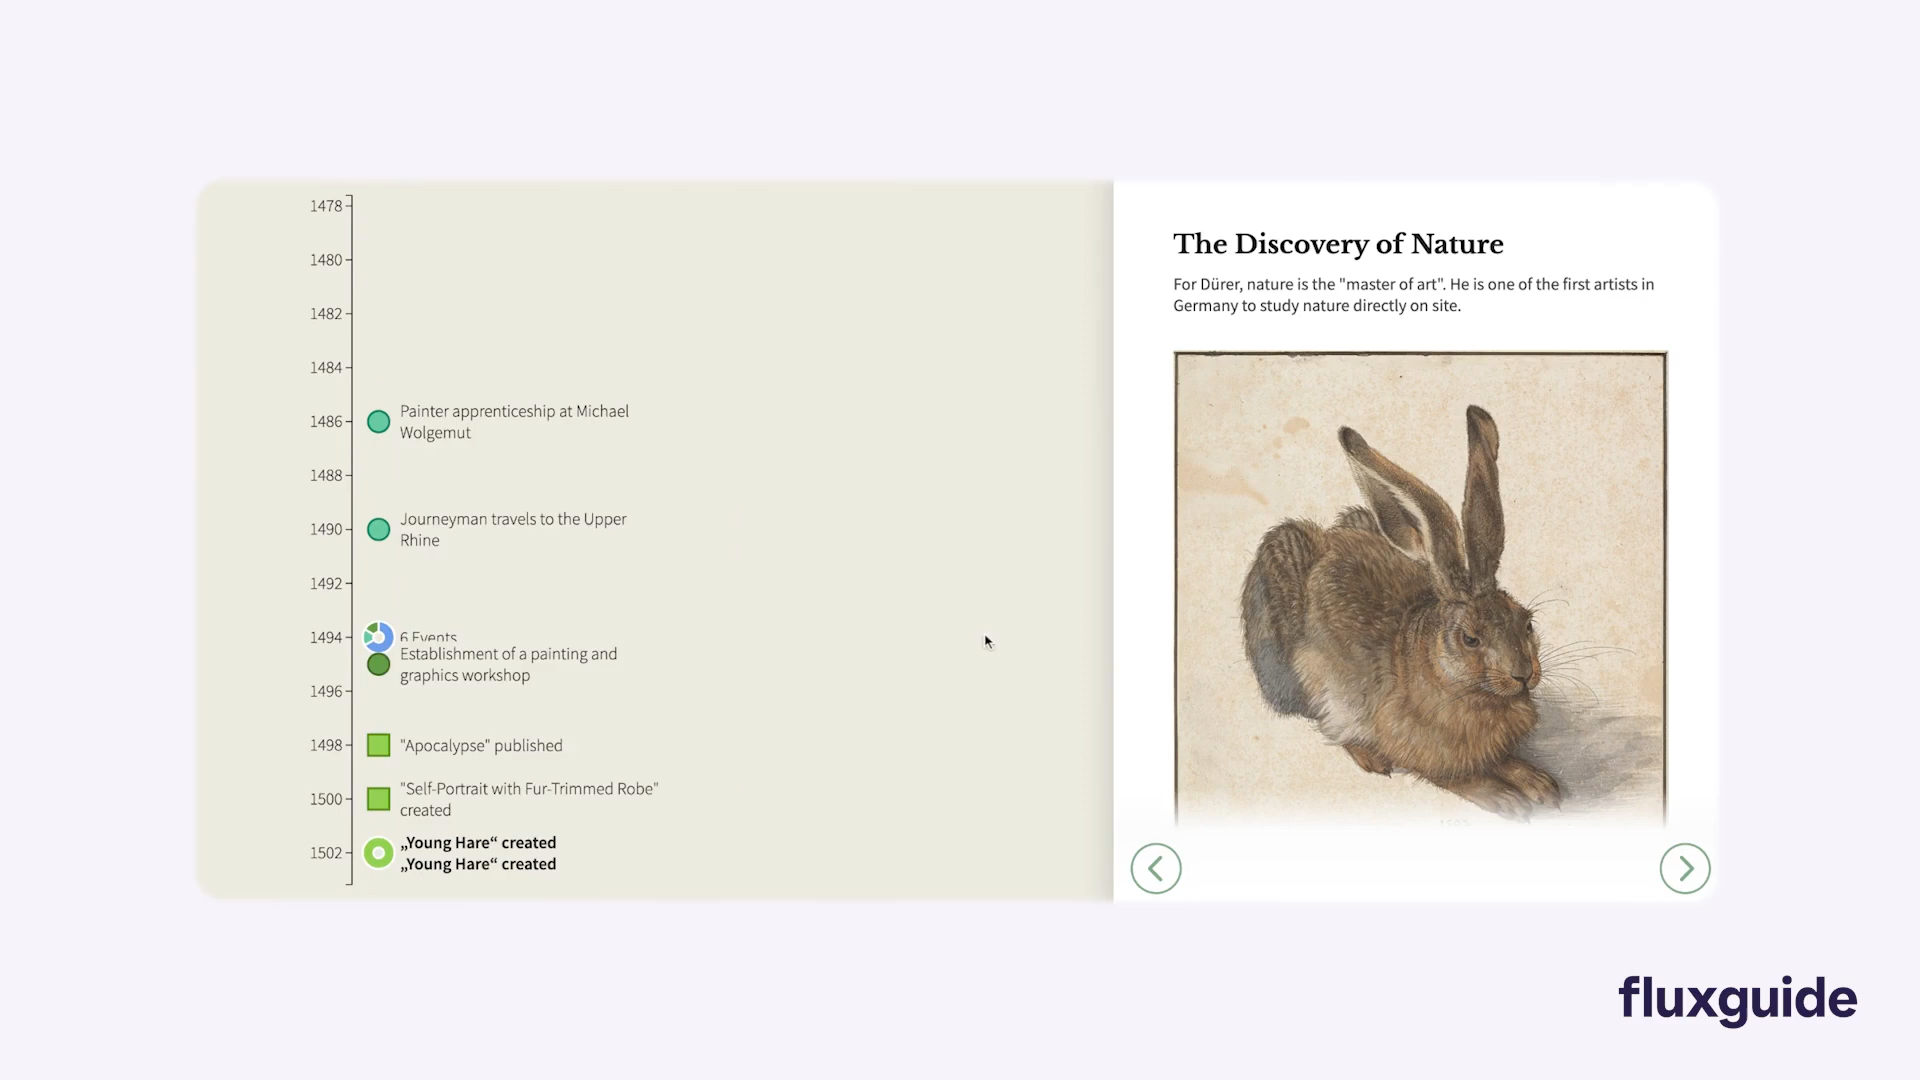 1478
1480
1482
1484
Painter apprenticeship at Michael
1486
Wolgemut
1488
Journeyman travels to the Upper
1490
Rhine
1492
1494
6 Events
Establishment of a painting and
graphics workshop
1496
1498
"Apocalypse" published
"Self-Portrait with Fur-Trimmed Robe"
1500
created
„Young Hare“ created
1502
„Young Hare“ created
The Discovery of Nature
For Dürer, nature is the "master of art". He is one of the first artists in
Germany to study nature directly on site.
fluxguide